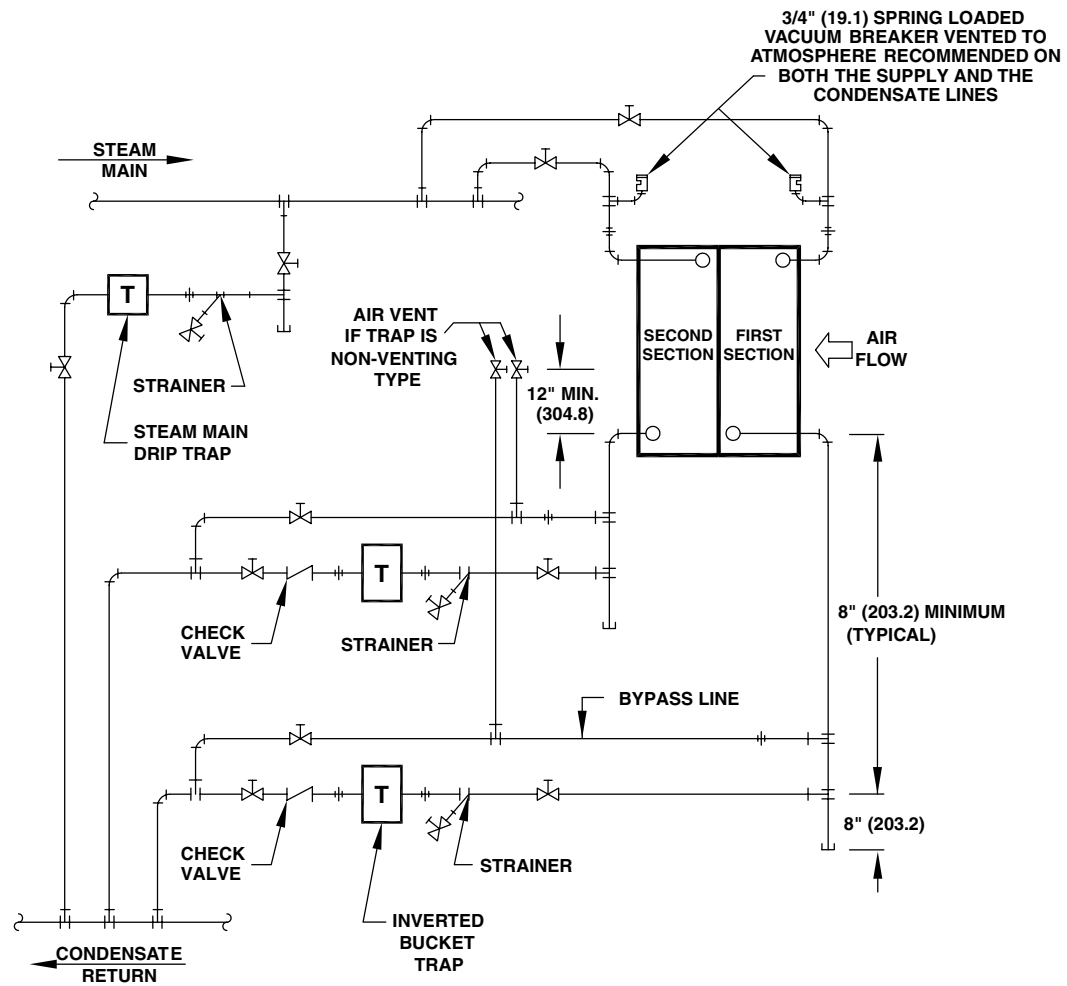 3/4" (19.1) SPRING LOADED
VACUUM BREAKER VENTED TO
ATMOSPHERE RECOMMENDED ON
BOTH THE SUPPLY AND THE
CONDENSATE LINES
STEAM
MAIN
T
STRAINER
STEAM MAIN
DRIP TRAP
AIR VENT
IF TRAP IS
NON-VENTING
TYPE
12" MIN.
(304.8)
SECOND
SECTION
FIRST
SECTION
AIR
FLOW
T
CHECK
VALVE
STRAINER
8" (203.2) MINIMUM
(TYPICAL)
BYPASS LINE
T
CHECK
VALVE
STRAINER
8" (203.2)
INVERTED
BUCKET
TRAP
CONDENSATE
RETURN